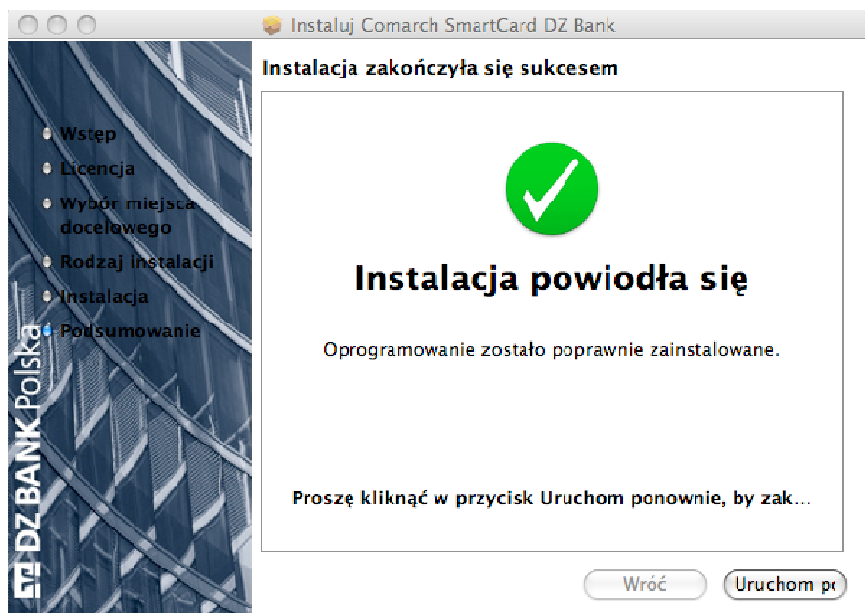 Instaluj Comarch SmartCard DZ Bank
Instalacja zakończyła się sukcesem
Wstęp
Licencja
Wybór miejsca
docelowego
Rodzaj instalacji
Instalacja
Podsumowanie
DZ BANK Polska
Instalacja powiodła się
Oprogramowanie zostało poprawnie zainstalowane.
Proszę kliknąć w przycisk Uruchom ponownie, by zak...
Wróć
Uruchom po